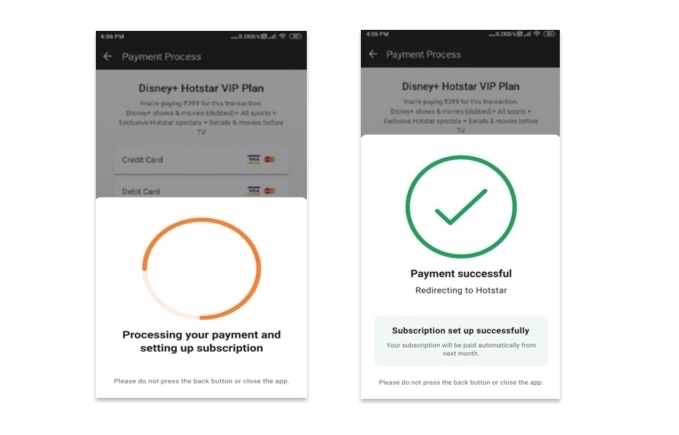 4:06 PM
Payment Process
Disney+ Hotstar VIP Plan
You're paying ₹399 for this transaction.
Disney+ shows & movies (dubbed)+ All sports +
Exclusive Hotstar specials + Serials & movies before
TV
Credit Card
VISA
Debit Card
VISA
Processing your payment and
setting up subscription
Please do not press the back button or close the app.
4:06 PM
Payment Process
Disney+ Hotstar VIP Plan
You're paying ₹399 for this transaction.
Disney+ shows & movies (dubbed)+ All sports +
Exclusive Hotstar specials + Serials & movies before
TV
Payment successful
Redirecting to Hotstar
Subscription set up successfully
Your subscription will be paid automatically from
next month.
Please do not press the back button or close the app.